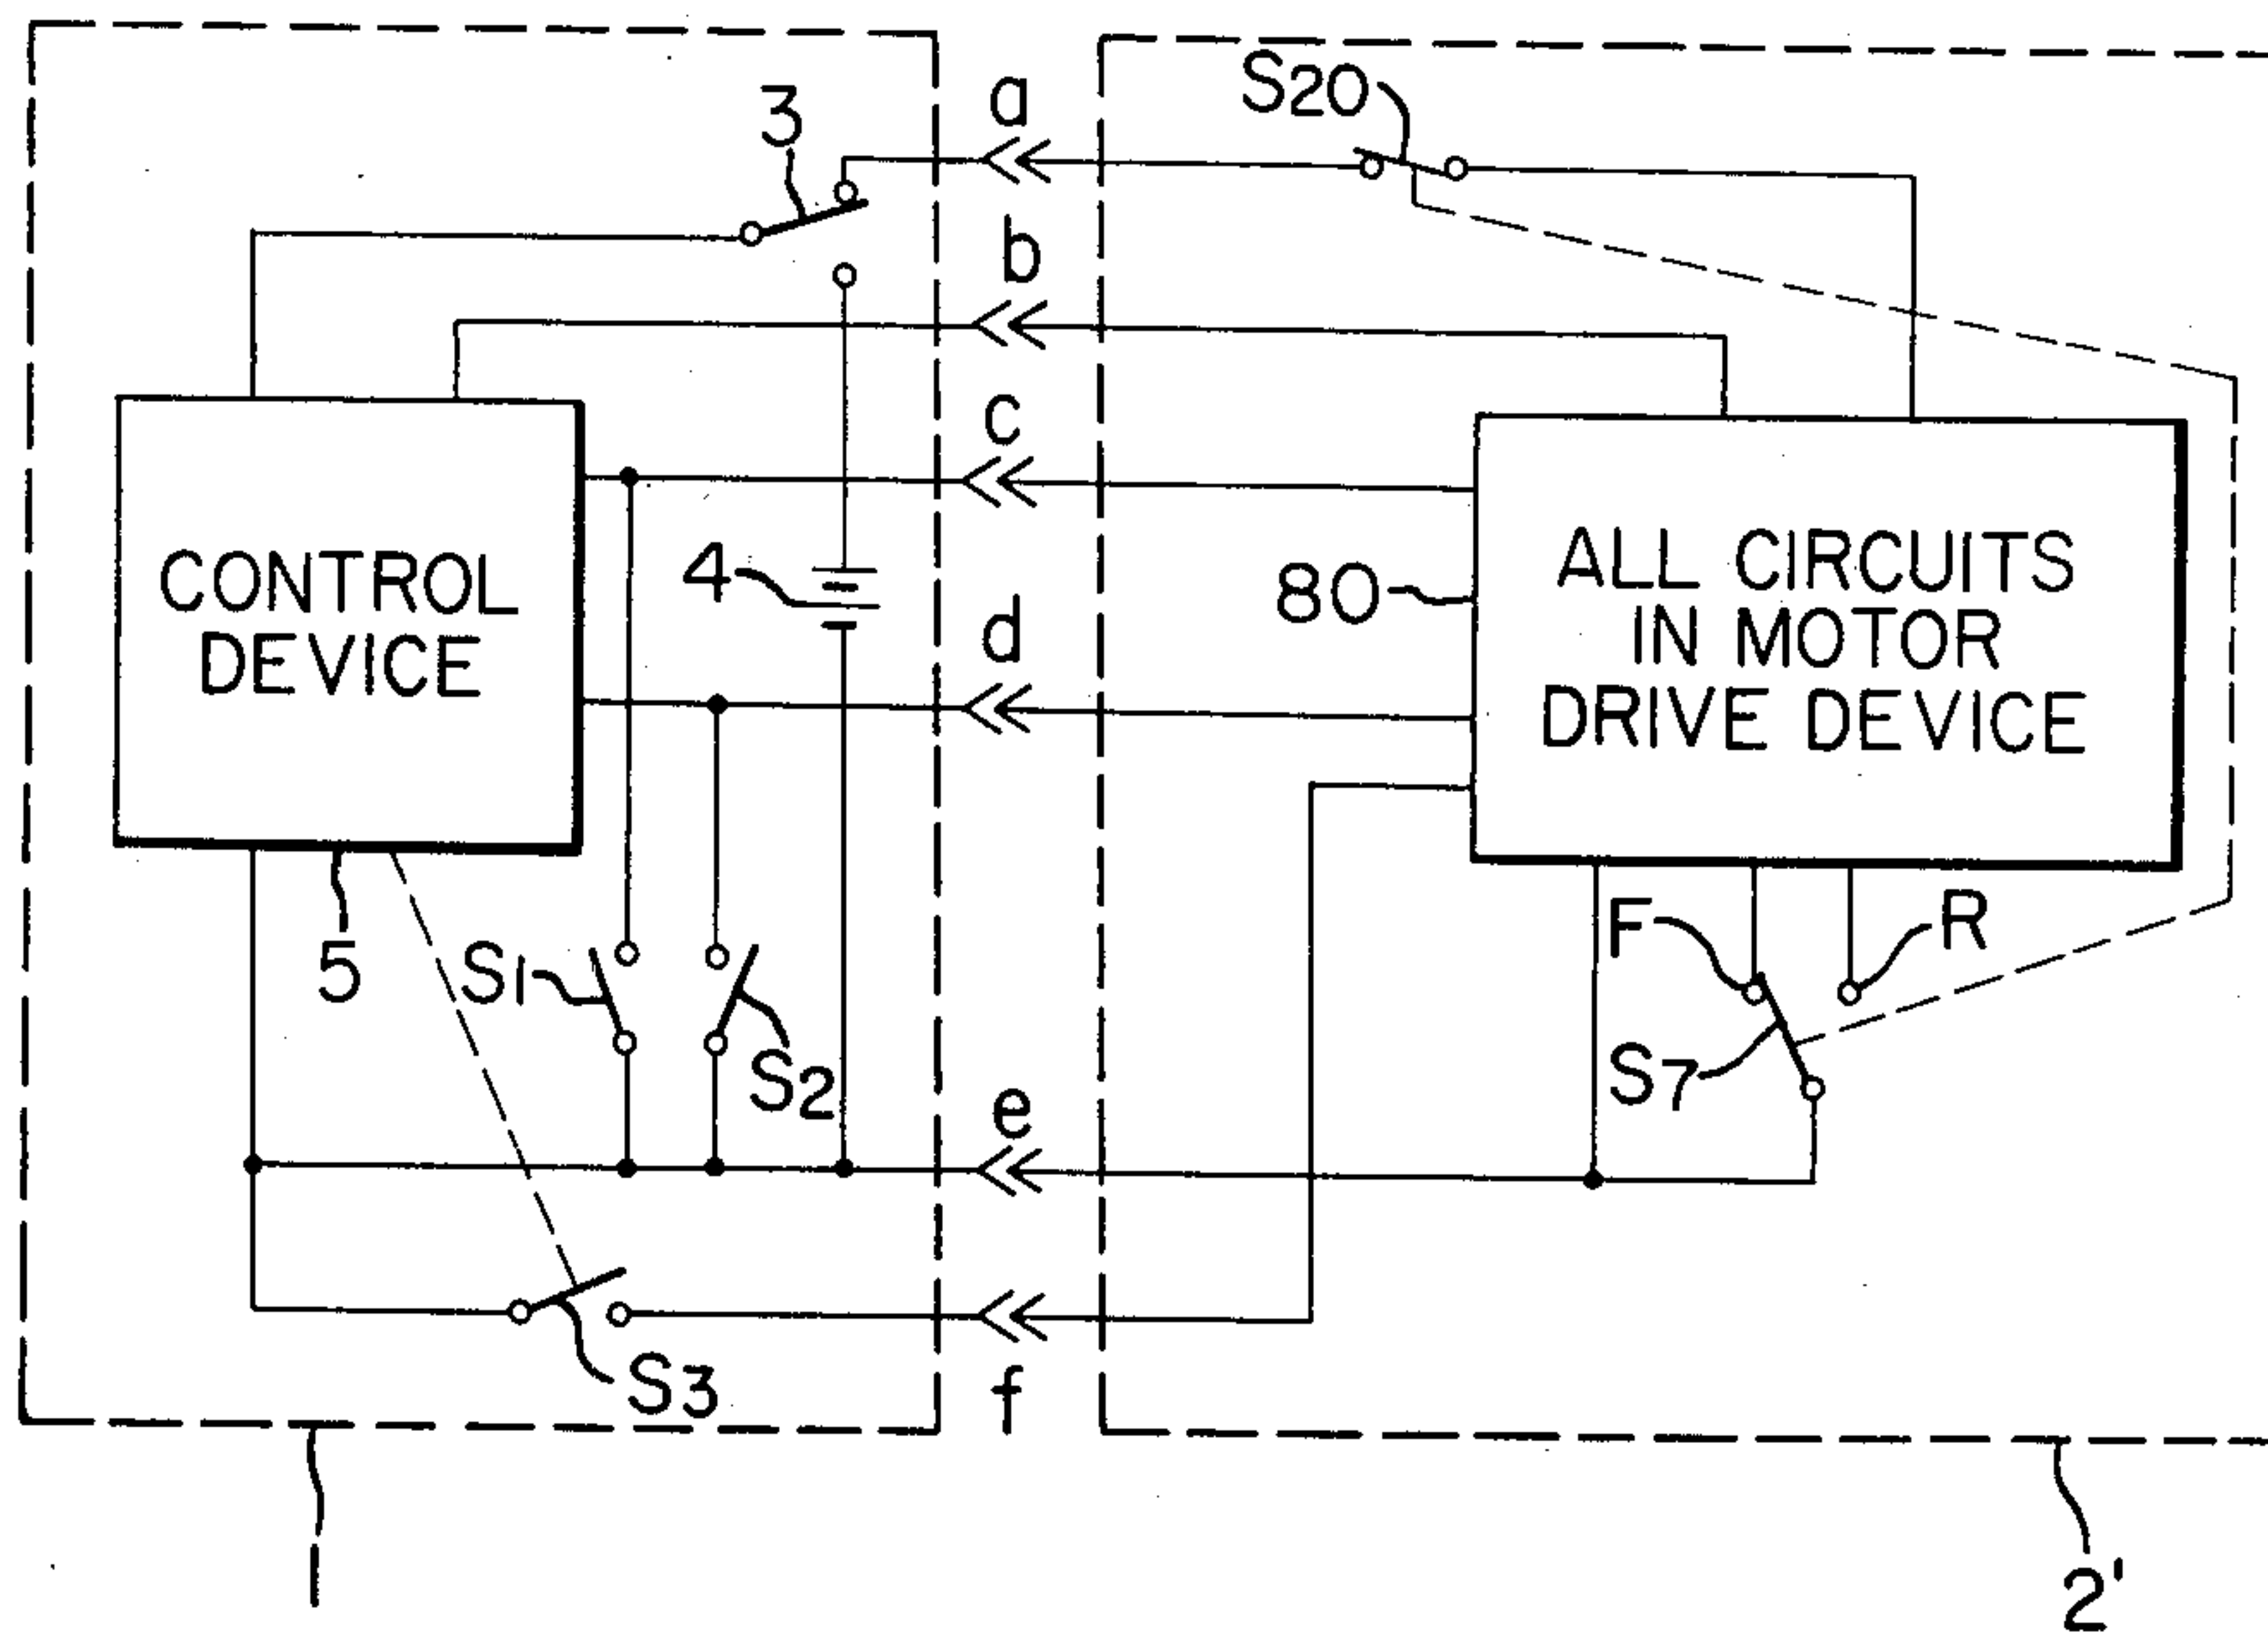 S20
a
3
b
c
CONTROL
DEVICE
4
80
ALL CIRCUITS
IN MOTOR
DRIVE DEVICE
d
5
S1
S2
F
R
S7
e
S3
f
1
2'